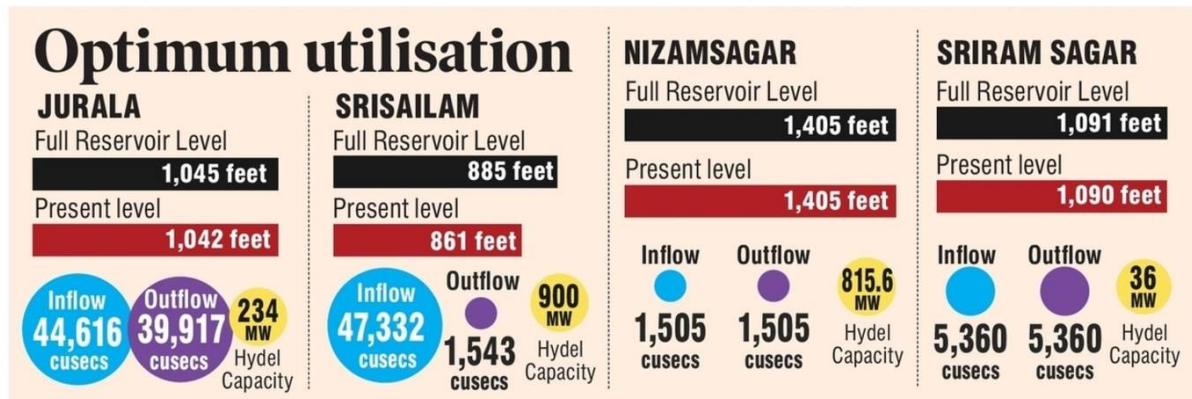 Optimum utilisation
JURALA
Full Reservoir Level
1,045 feet
Present level
1,042 feet
Inflow
44,616
cusecs
Outflow
39,917
cusecs
234
MW
Hydel
Capacity
SRISAILAM
Full Reservoir Level
885 feet
Present level
861 feet
Inflow
47,332
cusecs
Outflow
1,543
cusecs
900
MW
Hydel
Capacity
NIZAMSAGAR
Full Reservoir Level
1,405 feet
Present level
1,405 feet
Inflow
1,505
cusecs
Outflow
1,505
cusecs
815.6
MW
Hydel
Capacity
SRIRAM SAGAR
Full Reservoir Level
1,091 feet
Present level
1,090 feet
Inflow
5,360
cusecs
Outflow
5,360
cusecs
36
MW
Hydel
Capacity